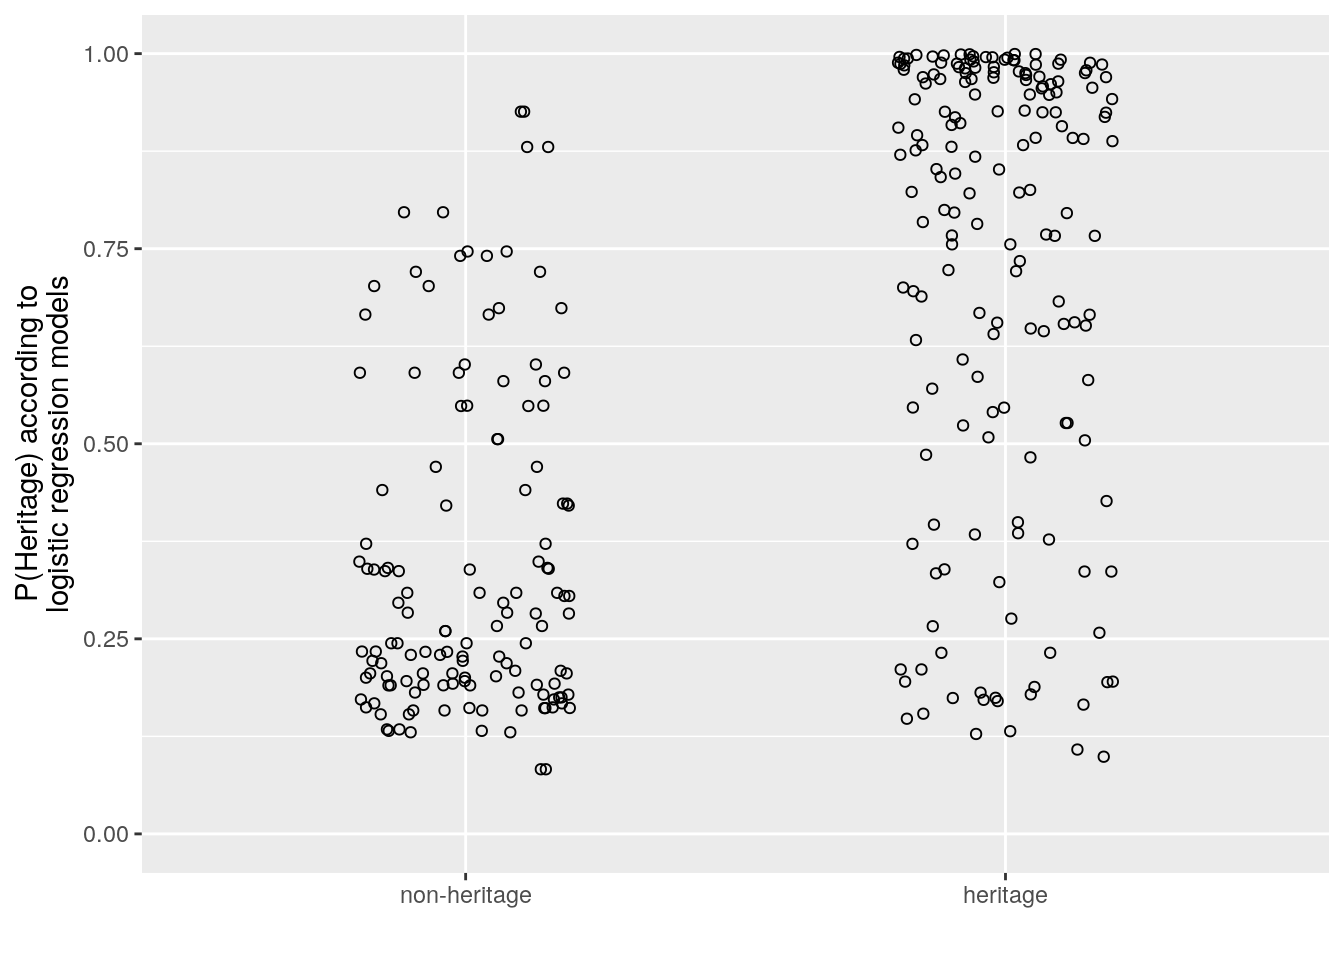 P(Heritage) according to
logistic regression models
1.00
0.75
0.50
0.25
0.00
non-heritage
heritage